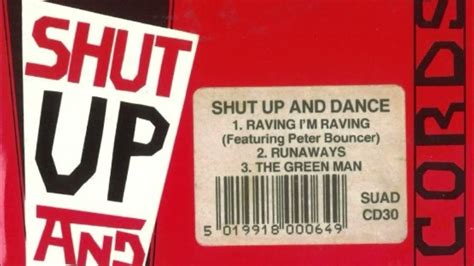 SHUT
UP
AND
SHUT UP AND DANCE
1. RAVING I'M RAVING
(Featuring Peter Bouncer)
2. RUNAWAYS
3. THE GREEN MAN
SUAD
CD30
5 019918 000649
CORDS